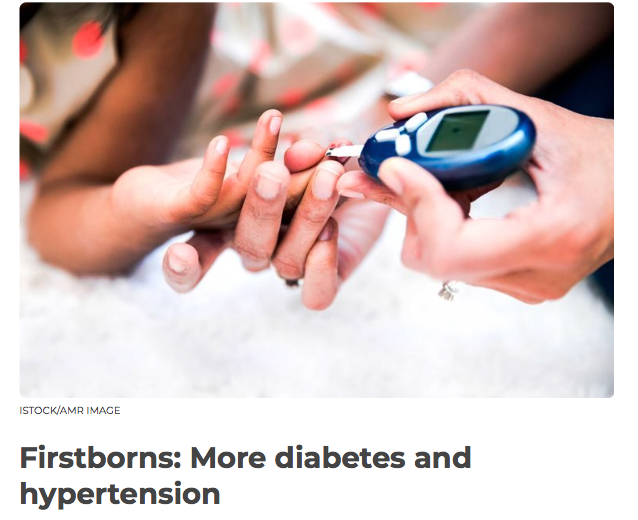 ISTOCK/AMR IMAGE
Firstborns: More diabetes and
hypertension